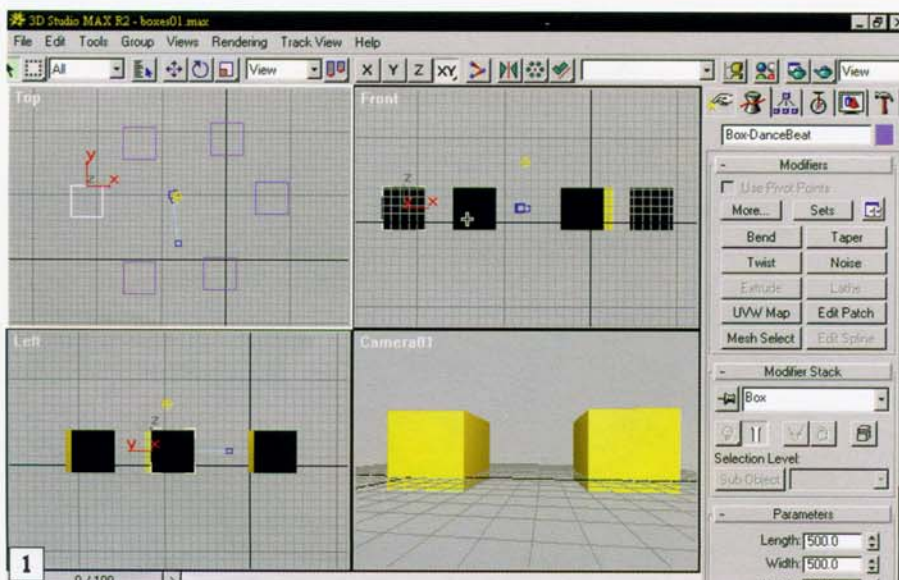 3D Studio MAX R2 - boxes01.max
File Edit Tools Group Views Rendering Track View Help
All View X Y Z XY View
Top Front
y
z x
z
x x
Box-DanceBeat
- Modifiers
Use Pivot Points
More... Sets
Bend Taper
Twist Noise
Extrude Lathe
UVW Map Edit Patch
Mesh Select Edit Spline
Left Camera01
z
y x
- Modifier Stack
Box
Selection Level:
Sub Object
- Parameters
Length: 500.0
Width: 500.0
1
0 / 100 >